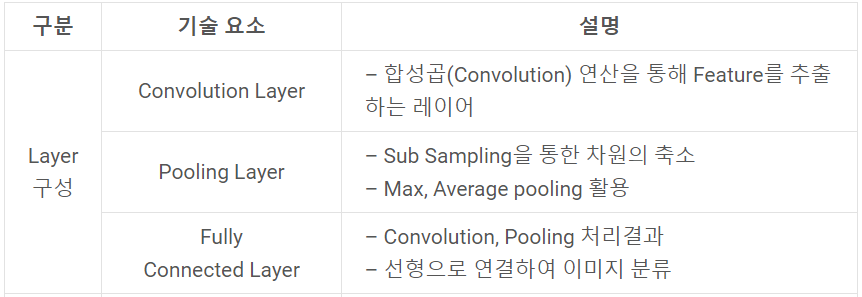 구분 기술 요소 설명
Layer 구성
Convolution Layer
– 합성곱(Convolution) 연산을 통해 Feature를 추출
하는 레이어
Pooling Layer
– Sub Sampling을 통한 차원의 축소
– Max, Average pooling 활용
Fully
Connected Layer
– Convolution, Pooling 처리결과
– 선형으로 연결하여 이미지 분류